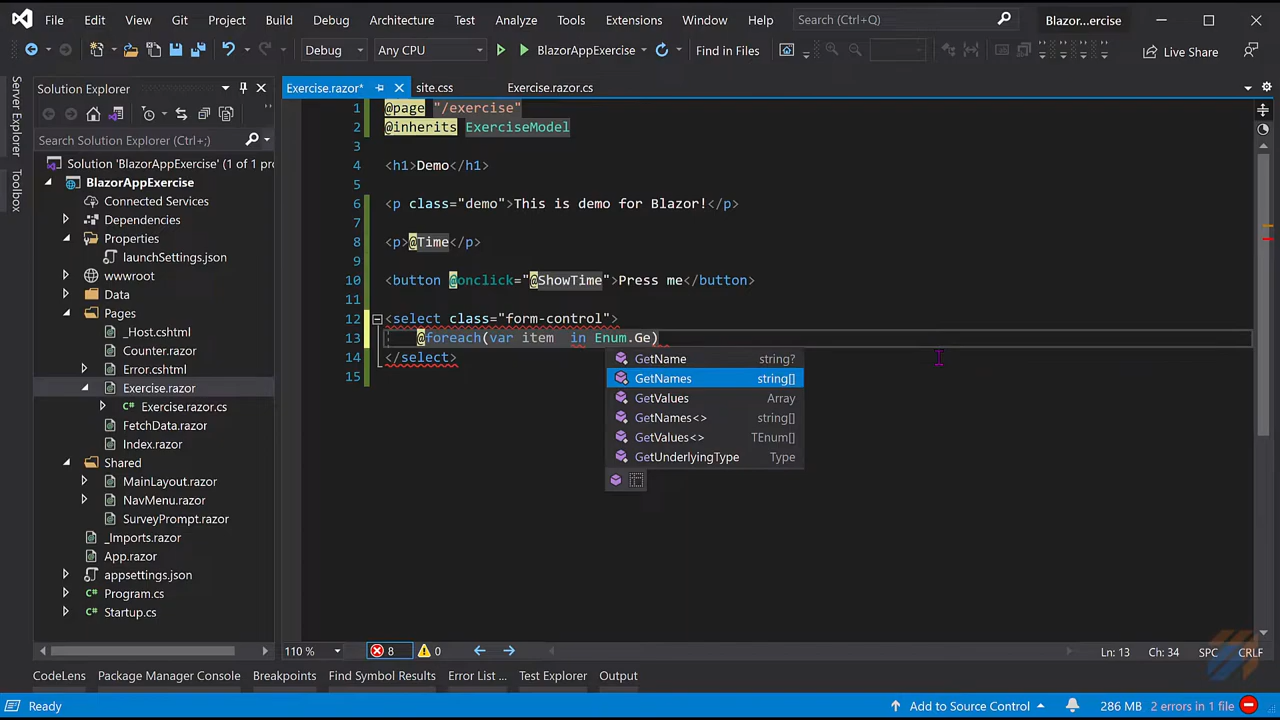 File Edit View Git Project Build Debug Architecture Test Analyze Tools Extensions Window Help Search (Ctrl+Q) Blazor...ercise
Debug Any CPU BlazorAppExercise Find in Files Live Share
Server Explorer
Toolbox
Solution Explorer
Search Solution Explorer (Ctrl+;)
Solution 'BlazorAppExercise' (1 of 1 pro
BlazorAppExercise
Connected Services
Dependencies
Properties
launchSettings.json
wwwroot
Data
Pages
_Host.cshtml
Counter.razor
Error.cshtml
Exercise.razor
C# Exercise.razor.cs
FetchData.razor
Index.razor
Shared
MainLayout.razor
NavMenu.razor
SurveyPrompt.razor
_Imports.razor
App.razor
appsettings.json
C# Program.cs
C# Startup.cs
Exercise.razor* site.css Exercise.razor.cs
1 @page "/exercise"
2 @inherits ExerciseModel
3
4 <h1>Demo</h1>
5
6 <p class="demo">This is demo for Blazor!</p>
7
8 <p>@Time</p>
9
10 <button @onclick="@ShowTime">Press me</button>
11
12 <select class="form-control">
13 @foreach(var item  in Enum.Ge)
14 </select>
15
GetName string?
GetNames string[]
GetValues Array
GetNames<> string[]
GetValues<> TEnum[]
GetUnderlyingType Type
110 % 8 0 Ln: 13 Ch: 34 SPC CRLF
CodeLens Package Manager Console Breakpoints Find Symbol Results Error List ... Test Explorer Output
Ready Add to Source Control 286 MB 2 errors in 1 file